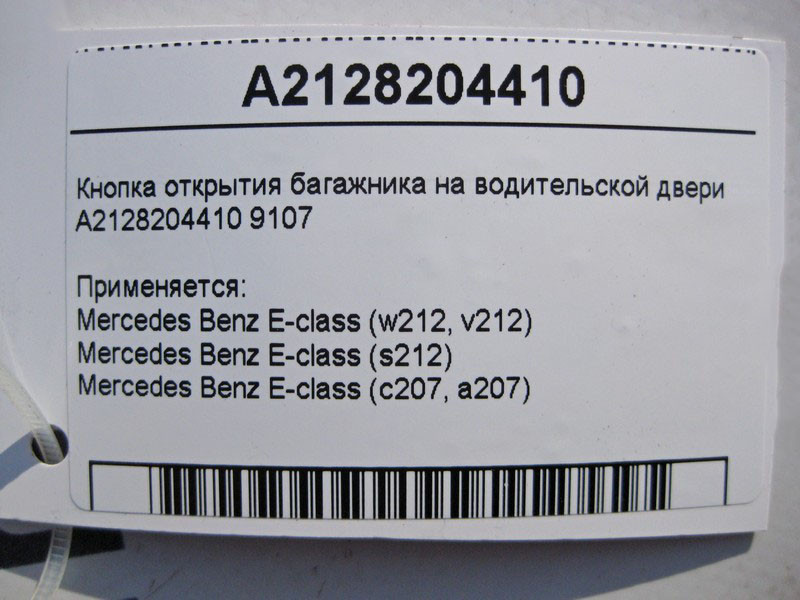 A2128204410
Кнопка открытия багажника на водительской двери
A2128204410 9107
Применяется:
Mercedes Benz E-class (w212, v212)
Mercedes Benz E-class (s212)
Mercedes Benz E-class (c207, a207)